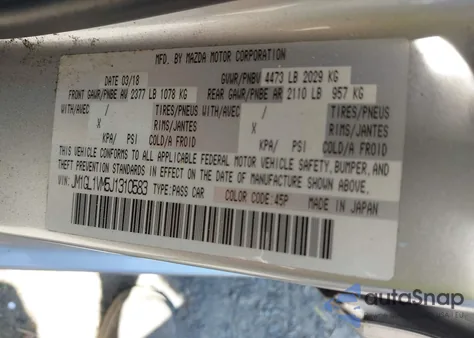 MFD. BY MAZDA MOTOR CORPORATION
DATE 03/18 GVWR/PNBV 4473 LB 2029 KG
FRONT GAWR/PNBE AV 2377 LB 1078 KG REAR GAWR/PNBE AR 2110 LB 957 KG
WITH/AVEC / TIRES/PNEUS WITH/AVEC / TIRES/PNEUS
X RIMS/JANTES X RIMS/JANTES
KPA/ PSI COLD/A FROID KPA/ PSI COLD/A FROID
THIS VEHICLE CONFORMS TO ALL APPLICABLE FEDERAL MOTOR VEHICLE SAFETY, BUMPER, AND
THEFT PREVENTION STANDARDS IN EFFECT ON THE DATE OF MANUFACTURE SHOWN ABOVE.
VIN: JM1GL1VM5J1310583 TYPE:PASS CAR COLOR CODE:45P MADE IN JAPAN
autoSnap